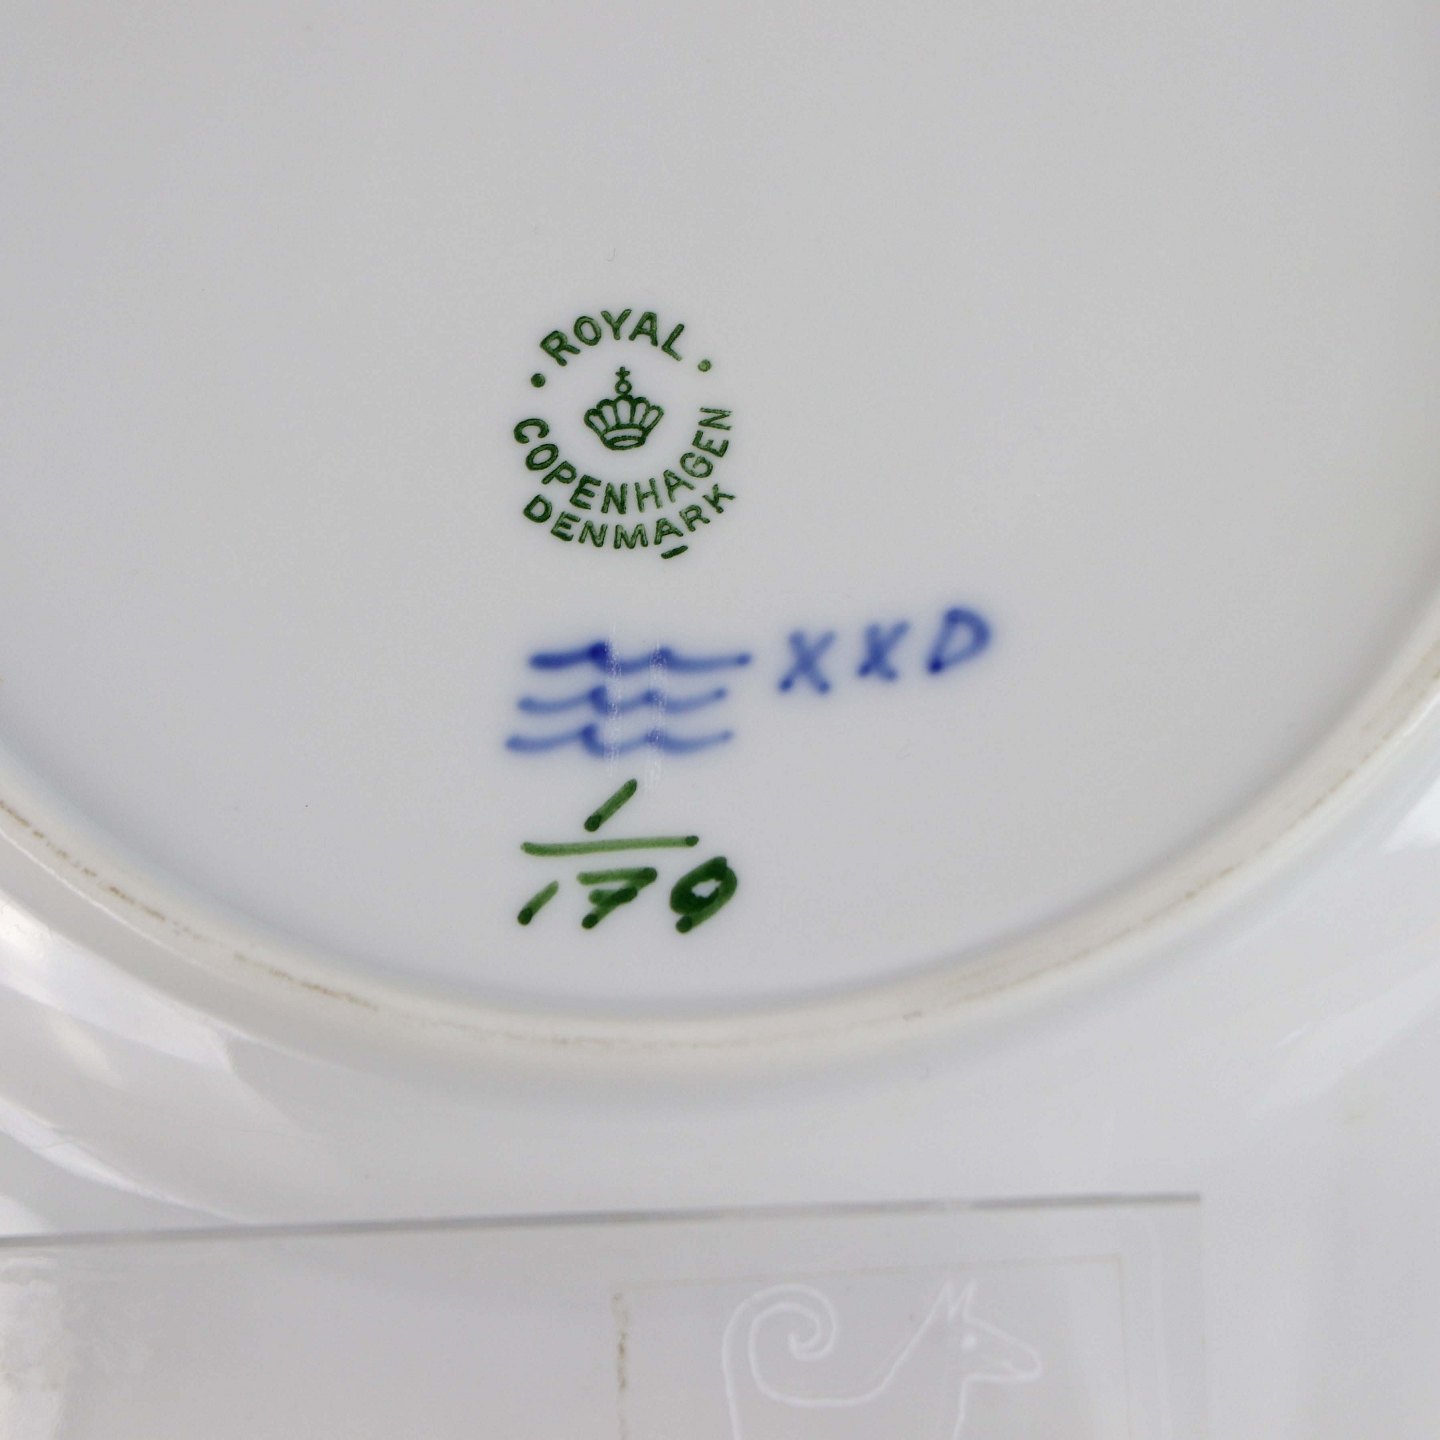 · ROYAL ·
COPENHAGEN
DENMARK
XXD
1
179